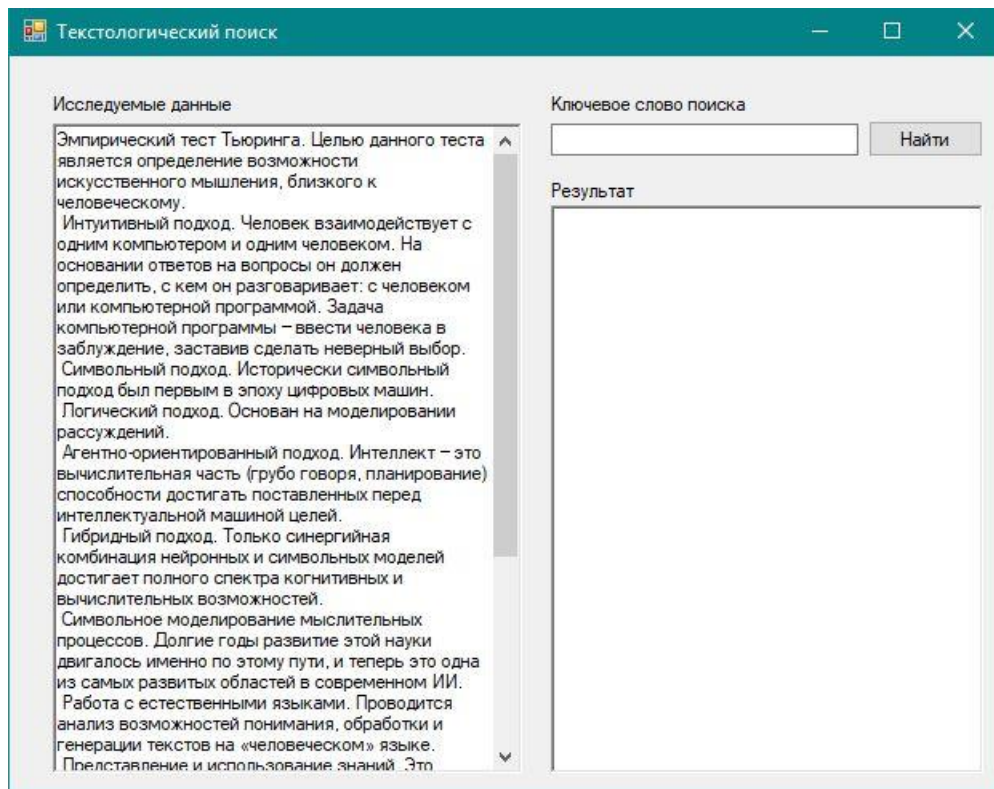 Текстологический поиск
Исследуемые данные
Эмпирический тест Тьюринга. Целью данного теста
является определение возможности
искусственного мышления, близкого к
человеческому.
Интуитивный подход. Человек взаимодействует с
одним компьютером и одним человеком. На
основании ответов на вопросы он должен
определить, с кем он разговаривает: с человеком
или компьютерной программой. Задача
компьютерной программы – ввести человека в
заблуждение, заставив сделать неверный выбор.
Символьный подход. Исторически символьный
подход был первым в эпоху цифровых машин.
Логический подход. Основан на моделировании
рассуждений.
Агентно-ориентированный подход. Интеллект – это
вычислительная часть (грубо говоря, планирование)
способности достигать поставленных перед
интеллектуальной машиной целей.
Гибридный подход. Только синергийная
комбинация нейронных и символьных моделей
достигает полного спектра когнитивных и
вычислительных возможностей.
Символьное моделирование мыслительных
процессов. Долгие годы развитие этой науки
двигалось именно по этому пути, и теперь это одна
из самых развитых областей в современном ИИ.
Работа с естественными языками. Проводится
анализ возможностей понимания, обработки и
генерации текстов на «человеческом» языке.
Представление и использование знаний. Это
Ключевое слово поиска
Найти
Результат